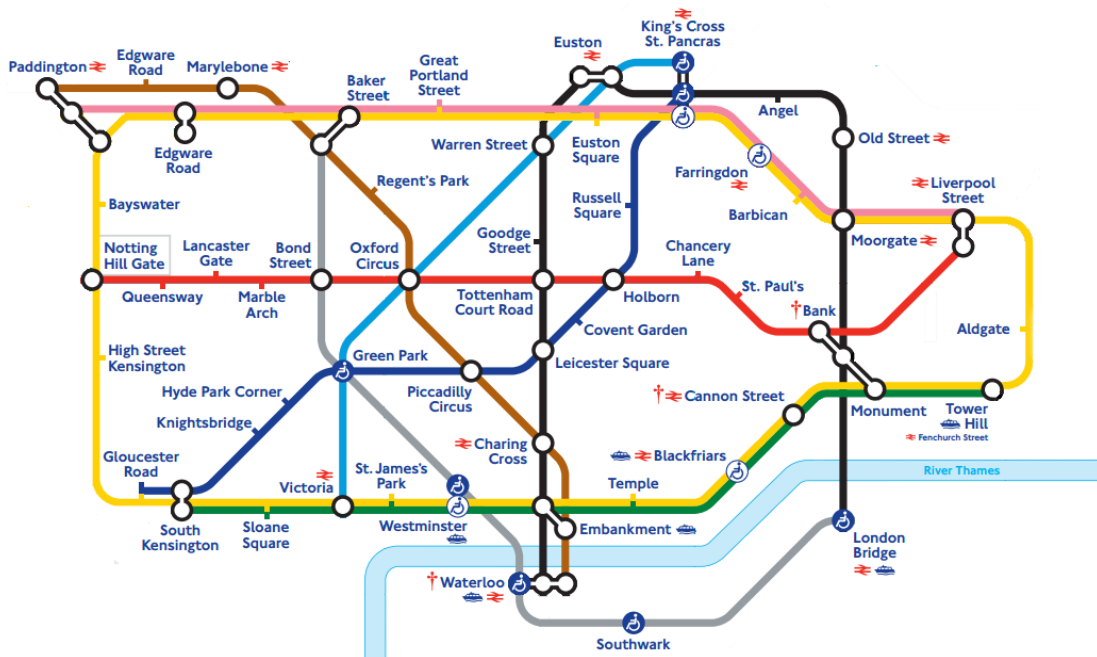 King's Cross
St. Pancras
Euston
Edgware
Road
Paddington
Marylebone
Great
Portland
Street
Baker
Street
Angel
Edgware
Road
Warren Street
Euston
Square
Old Street
Farringdon
Regent's Park
Liverpool
Street
Bayswater
Russell
Square
Barbican
Goodge
Street
Moorgate
Notting
Hill Gate
Lancaster
Gate
Bond
Street
Oxford
Circus
Chancery
Lane
St. Paul's
Queensway
Marble
Arch
Tottenham
Court Road
Holborn
†Bank
Covent Garden
Aldgate
High Street
Kensington
Green Park
Leicester Square
Hyde Park Corner
Piccadilly
Circus
†
Cannon Street
Monument
Tower
Hill
Fenchurch Street
Knightsbridge
Charing
Cross
Gloucester
Road
Blackfriars
River Thames
Victoria
St. James's
Park
Temple
South
Kensington
Sloane
Square
Westminster
Embankment
London
Bridge
†Waterloo
Southwark